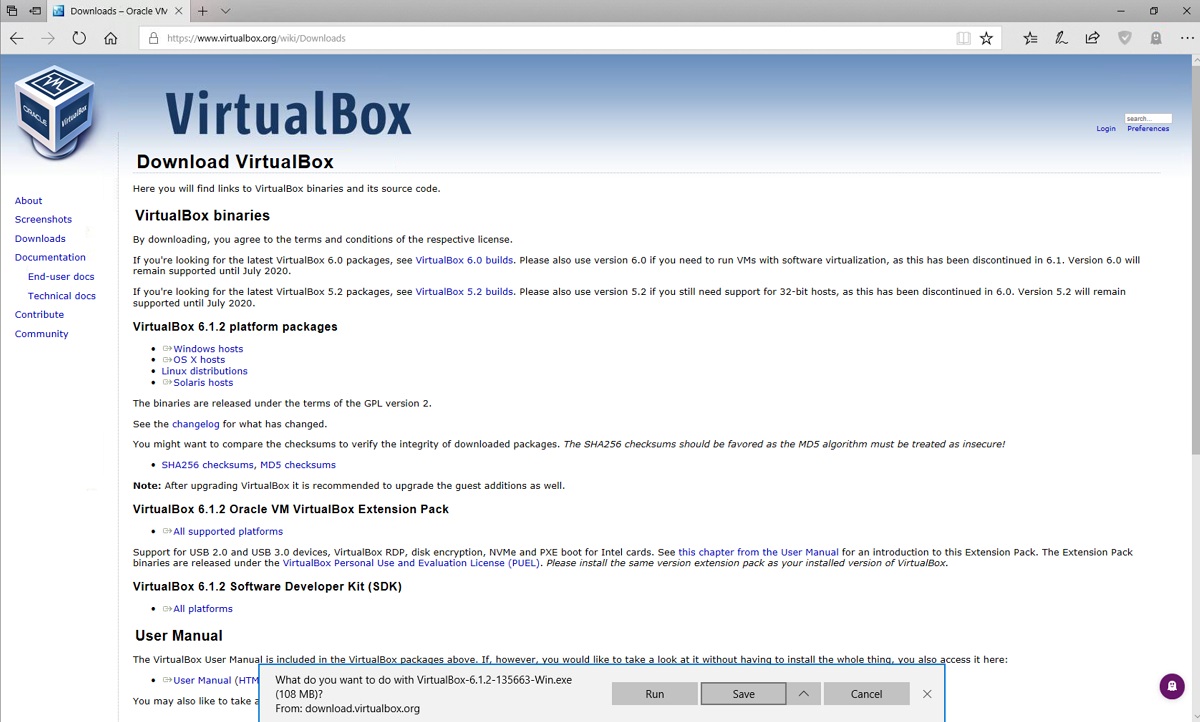 Downloads – Oracle VM
https://www.virtualbox.org/wiki/Downloads
VirtualBox
ORACLE
VM
VirtualBox
search...
Login Preferences
About
Screenshots
Downloads
Documentation
End-user docs
Technical docs
Contribute
Community
Download VirtualBox
Here you will find links to VirtualBox binaries and its source code.
VirtualBox binaries
By downloading, you agree to the terms and conditions of the respective license.
If you're looking for the latest VirtualBox 6.0 packages, see VirtualBox 6.0 builds. Please also use version 6.0 if you need to run VMs with software virtualization, as this has been discontinued in 6.1. Version 6.0 will
remain supported until July 2020.
If you're looking for the latest VirtualBox 5.2 packages, see VirtualBox 5.2 builds. Please also use version 5.2 if you still need support for 32-bit hosts, as this has been discontinued in 6.0. Version 5.2 will remain
supported until July 2020.
VirtualBox 6.1.2 platform packages
Windows hosts
OS X hosts
Linux distributions
Solaris hosts
The binaries are released under the terms of the GPL version 2.
See the changelog for what has changed.
You might want to compare the checksums to verify the integrity of downloaded packages. The SHA256 checksums should be favored as the MD5 algorithm must be treated as insecure!
SHA256 checksums, MD5 checksums
Note: After upgrading VirtualBox it is recommended to upgrade the guest additions as well.
VirtualBox 6.1.2 Oracle VM VirtualBox Extension Pack
All supported platforms
Support for USB 2.0 and USB 3.0 devices, VirtualBox RDP, disk encryption, NVMe and PXE boot for Intel cards. See this chapter from the User Manual for an introduction to this Extension Pack. The Extension Pack
binaries are released under the VirtualBox Personal Use and Evaluation License (PUEL). Please install the same version extension pack as your installed version of VirtualBox.
VirtualBox 6.1.2 Software Developer Kit (SDK)
All platforms
User Manual
The VirtualBox User Manual is included in the VirtualBox packages above. If, however, you would like to take a look at it without having to install the whole thing, you also access it here:
User Manual (HTM
You may also like to take a
What do you want to do with VirtualBox-6.1.2-135663-Win.exe
(108 MB)?
From: download.virtualbox.org
Run Save Cancel